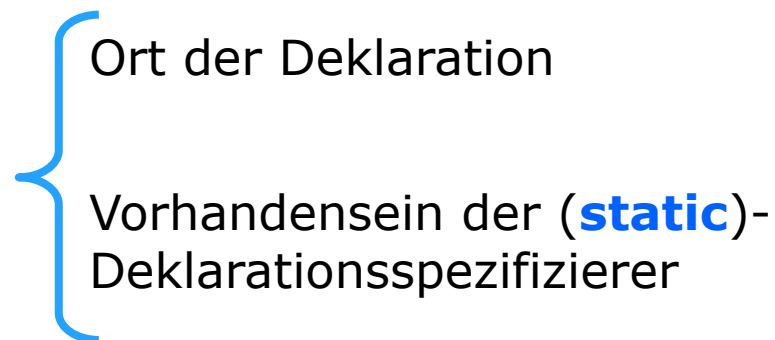 Ort der Deklaration
Vorhandensein der (static)-
Deklarationsspezifizierer